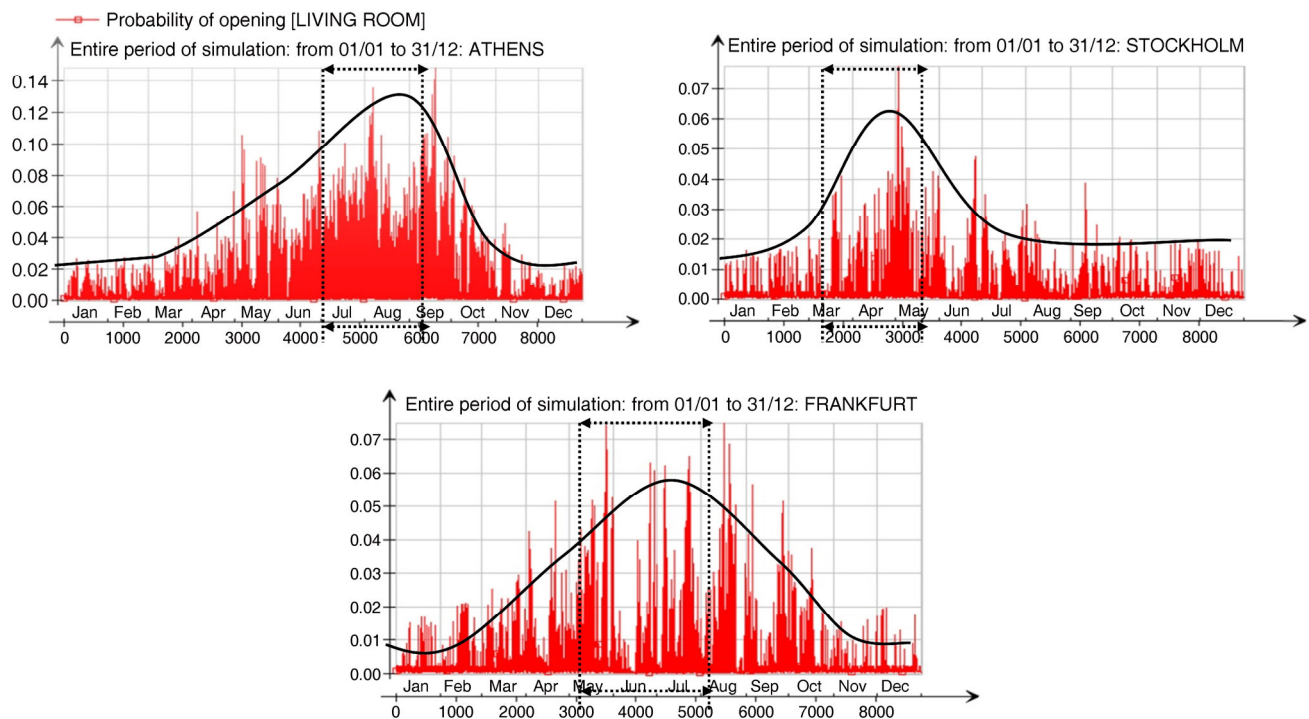 Probability of opening [LIVING ROOM]
Entire period of simulation: from 01/01 to 31/12: ATHENS
0.14
0.12
0.10
0.08
0.06
0.04
0.02
0.00
Jan Feb Mar Apr May Jun Jul Aug Sep Oct Nov Dec
0 1000 2000 3000 4000 5000 6000 7000 8000
Entire period of simulation: from 01/01 to 31/12: STOCKHOLM
0.07
0.06
0.05
0.04
0.03
0.02
0.01
0.00
Jan Feb Mar Apr May Jun Jul Aug Sep Oct Nov Dec
0 1000 2000 3000 4000 5000 6000 7000 8000
Entire period of simulation: from 01/01 to 31/12: FRANKFURT
0.07
0.06
0.05
0.04
0.03
0.02
0.01
0.00
Jan Feb Mar Apr May Jun Jul Aug Sep Oct Nov Dec
0 1000 2000 3000 4000 5000 6000 7000 8000